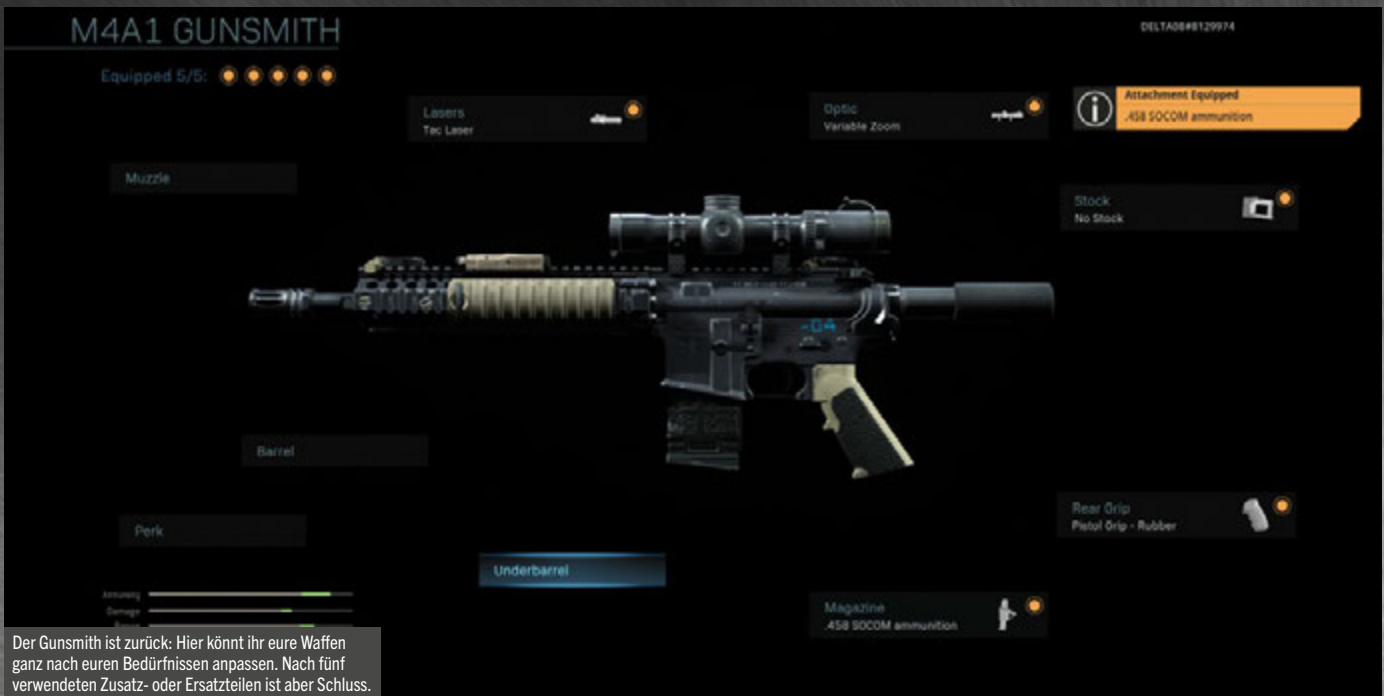 M4A1 GUNSMITH
DELTA08#8129974
Equipped 5/5:
Lasers
Tac Laser
Optic
Variable Zoom
Attachment Equipped
.458 SOCOM ammunition
Muzzle
Stock
No Stock
-GA
Barrel
Rear Grip
Pistol Grip - Rubber
Perk
Underbarrel
Accuracy
Damage
Range
Magazine
.458 SOCOM ammunition
Der Gunsmith ist zurück: Hier könnt ihr eure Waffen
ganz nach euren Bedürfnissen anpassen. Nach fünf
verwendeten Zusatz- oder Ersatzteilen ist aber Schluss.